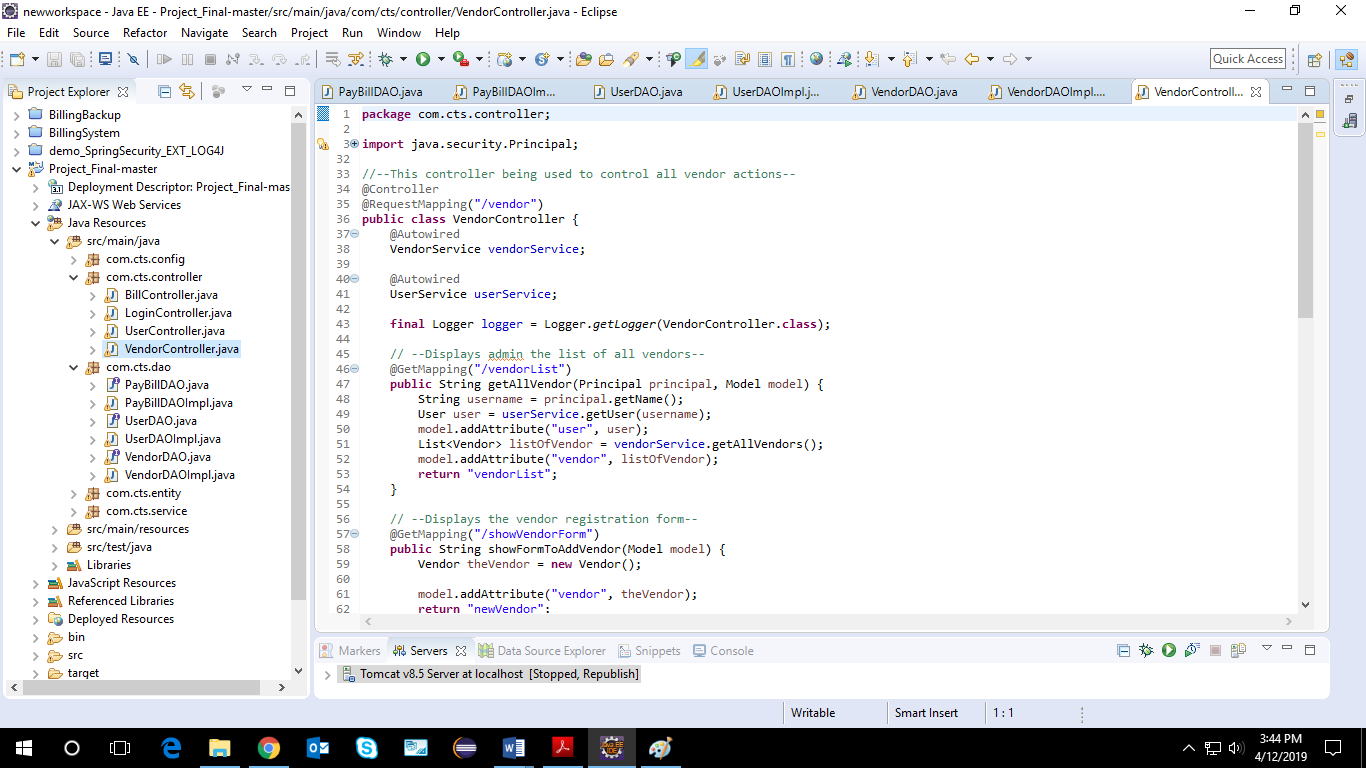 newworkspace - Java EE - Project_Final-master/src/main/java/com/cts/controller/VendorController.java - Eclipse
File Edit Source Refactor Navigate Search Project Run Window Help
Quick Access
Project Explorer
BillingBackup
BillingSystem
demo_SpringSecurity_EXT_LOG4J
Project_Final-master
Deployment Descriptor: Project_Final-mas
JAX-WS Web Services
Java Resources
src/main/java
com.cts.config
com.cts.controller
BillController.java
LoginController.java
UserController.java
VendorController.java
com.cts.dao
PayBillDAO.java
PayBillDAOImpl.java
UserDAO.java
UserDAOImpl.java
VendorDAO.java
VendorDAOImpl.java
com.cts.entity
com.cts.service
src/main/resources
src/test/java
Libraries
JavaScript Resources
Referenced Libraries
Deployed Resources
bin
src
target
PayBillDAO.java PayBillDAOIm... UserDAO.java UserDAOImpl.j... VendorDAO.java VendorDAOImpl.... VendorControll...
1 package com.cts.controller;
2
3 import java.security.Principal;
32
33 //--This controller being used to control all vendor actions--
34 @Controller
35 @RequestMapping("/vendor")
36 public class VendorController {
37 @Autowired
38 VendorService vendorService;
39
40 @Autowired
41 UserService userService;
42
43 final Logger logger = Logger.getLogger(VendorController.class);
44
45 // --Displays admin the list of all vendors--
46 @GetMapping("/vendorList")
47 public String getAllVendor(Principal principal, Model model) {
48 String username = principal.getName();
49 User user = userService.getUser(username);
50 model.addAttribute("user", user);
51 List<Vendor> listOfVendor = vendorService.getAllVendors();
52 model.addAttribute("vendor", listOfVendor);
53 return "vendorList";
54 }
55
56 // --Displays the vendor registration form--
57 @GetMapping("/showVendorForm")
58 public String showFormToAddVendor(Model model) {
59 Vendor theVendor = new Vendor();
60
61 model.addAttribute("vendor", theVendor);
62 return "newVendor";
Markers Servers Data Source Explorer Snippets Console
Tomcat v8.5 Server at localhost [Stopped, Republish]
Writable Smart Insert 1 : 1
3:44 PM
4/12/2019